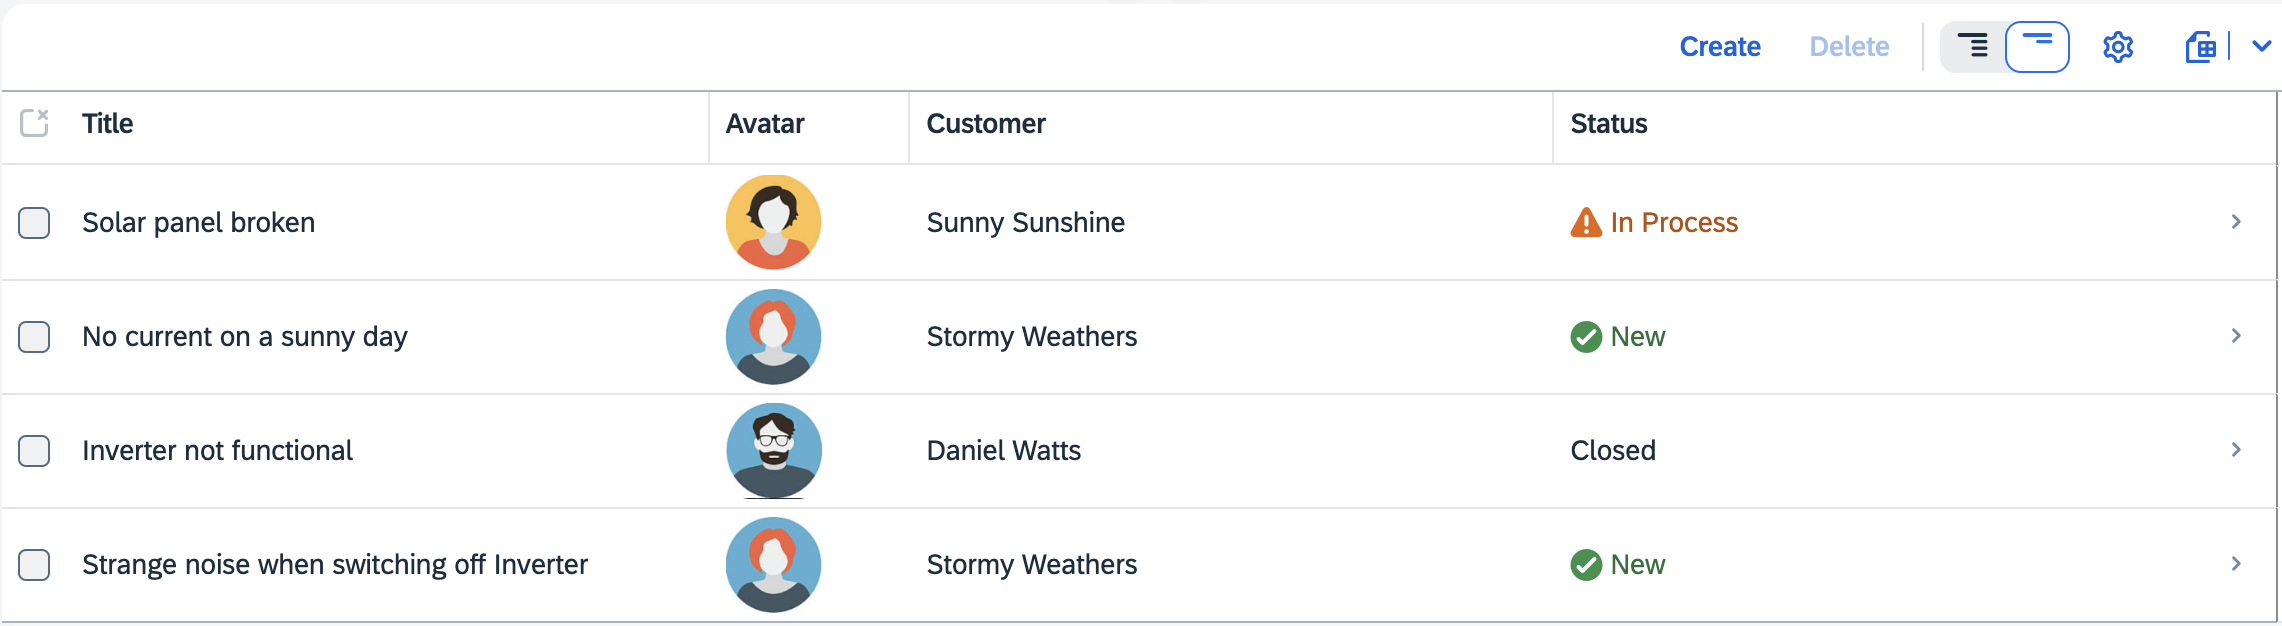 Create Delete
Title Avatar Customer Status
Solar panel broken Sunny Sunshine In Process
No current on a sunny day Stormy Weathers New
Inverter not functional Daniel Watts Closed
Strange noise when switching off Inverter Stormy Weathers New